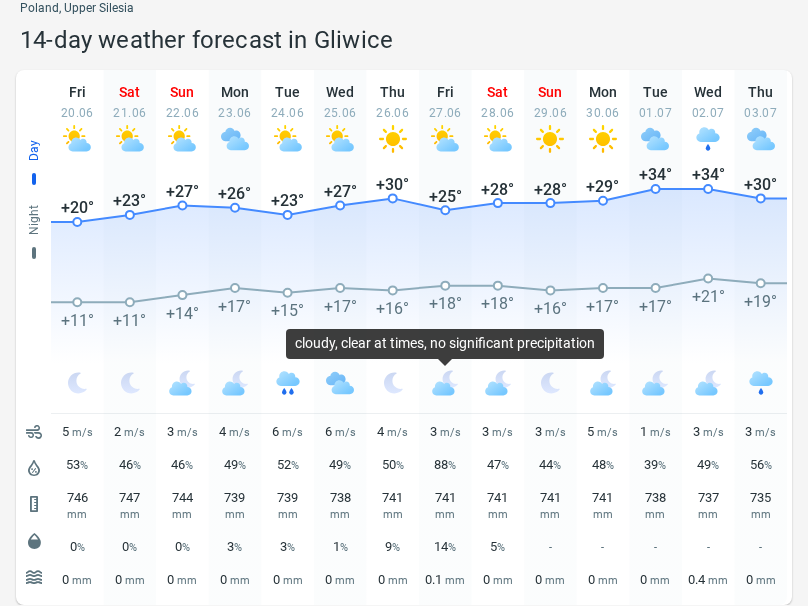 Poland, Upper Silesia
14-day weather forecast in Gliwice
Fri Sat Sun Mon Tue Wed Thu Fri Sat Sun Mon Tue Wed Thu
20.06 21.06 22.06 23.06 24.06 25.06 26.06 27.06 28.06 29.06 30.06 01.07 02.07 03.07
Day
+20° +23° +27° +26° +23° +27° +30° +25° +28° +28° +29° +34° +34° +30°
Night
+11° +11° +14° +17° +15° +17° +16° +18° +18° +16° +17° +17° +21° +19°
cloudy, clear at times, no significant precipitation
5 m/s 2 m/s 3 m/s 4 m/s 6 m/s 6 m/s 4 m/s 3 m/s 3 m/s 3 m/s 5 m/s 1 m/s 3 m/s 3 m/s
53% 46% 46% 49% 52% 49% 50% 88% 47% 44% 48% 39% 49% 56%
746 747 744 739 739 738 741 741 741 741 741 738 737 735
mm mm mm mm mm mm mm mm mm mm mm mm mm mm
0% 0% 0% 3% 3% 1% 9% 14% 5% - - - - -
0 mm 0 mm 0 mm 0 mm 0 mm 0 mm 0 mm 0.1 mm 0 mm 0 mm 0 mm 0 mm 0.4 mm 0 mm